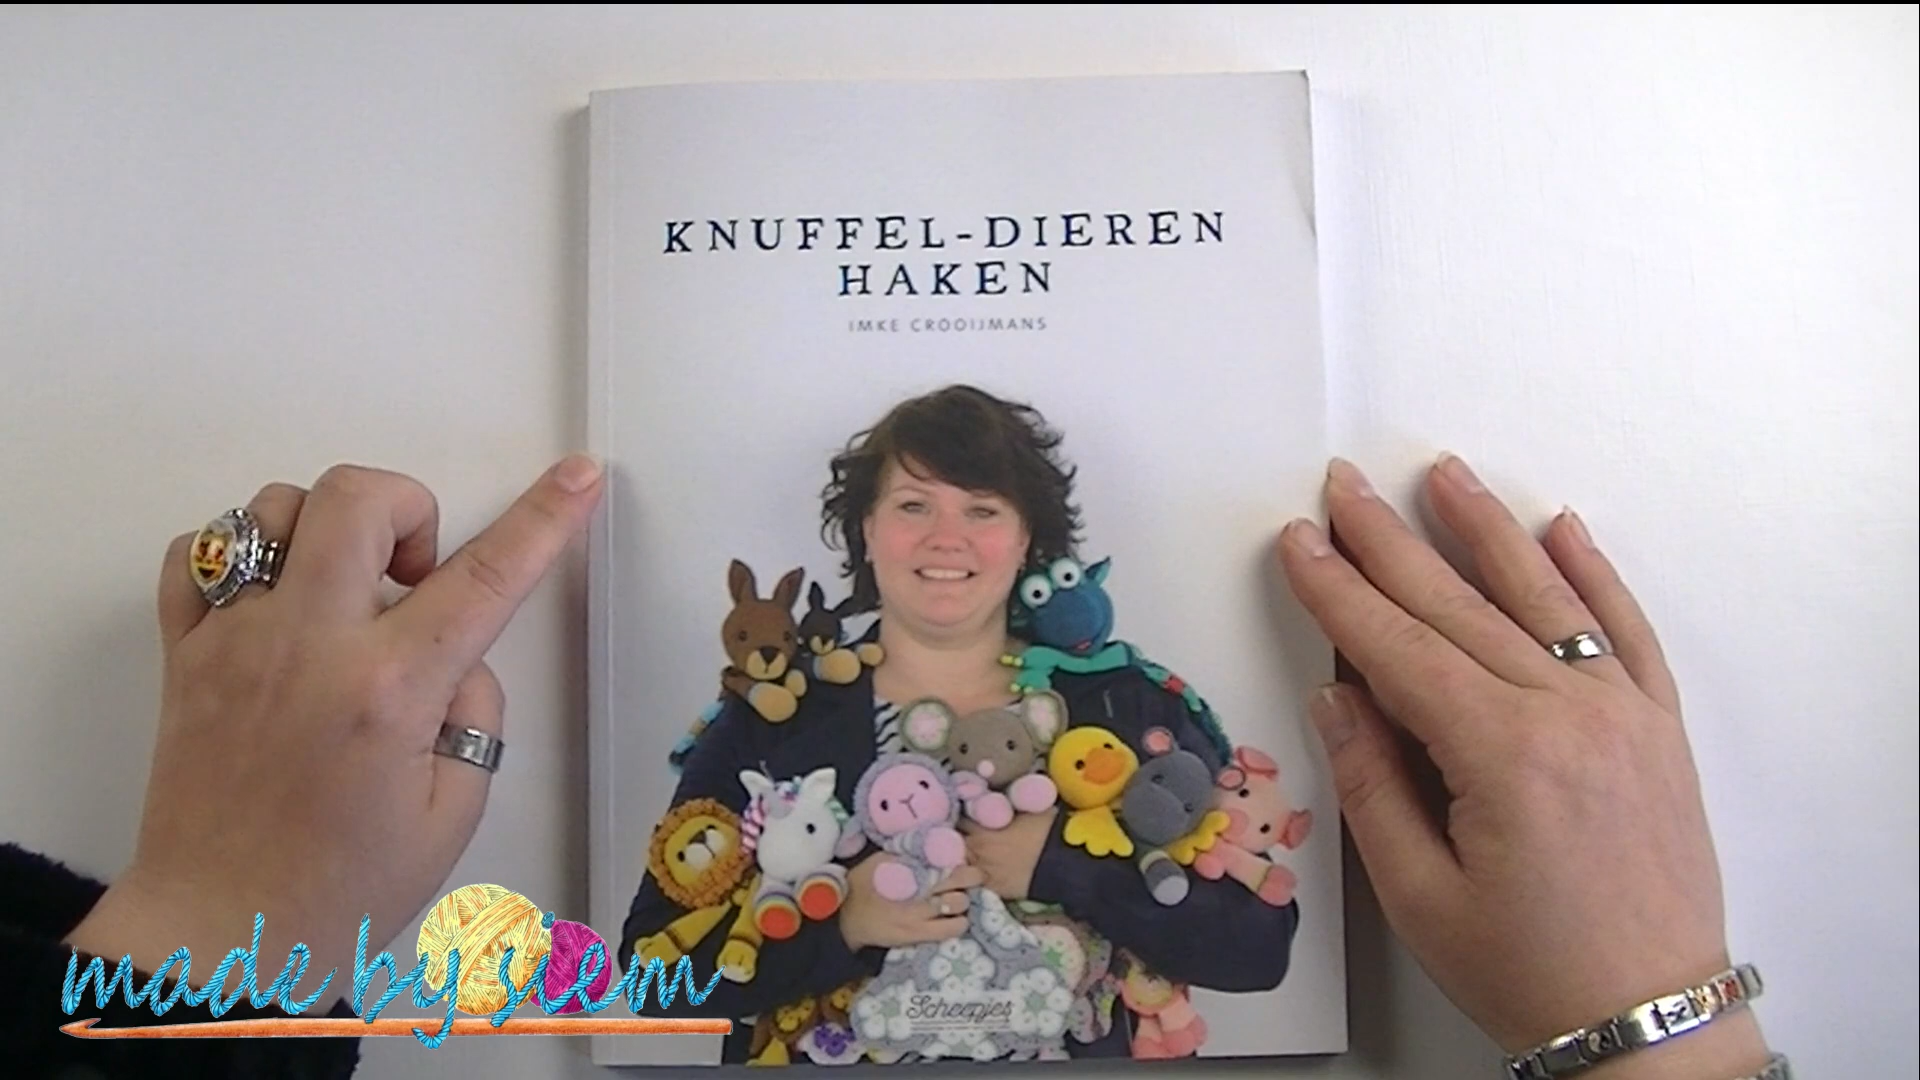 KNUFFEL-DIEREN
HAKEN
IMKE CROOIJMANS
Scheepjes
made by siem